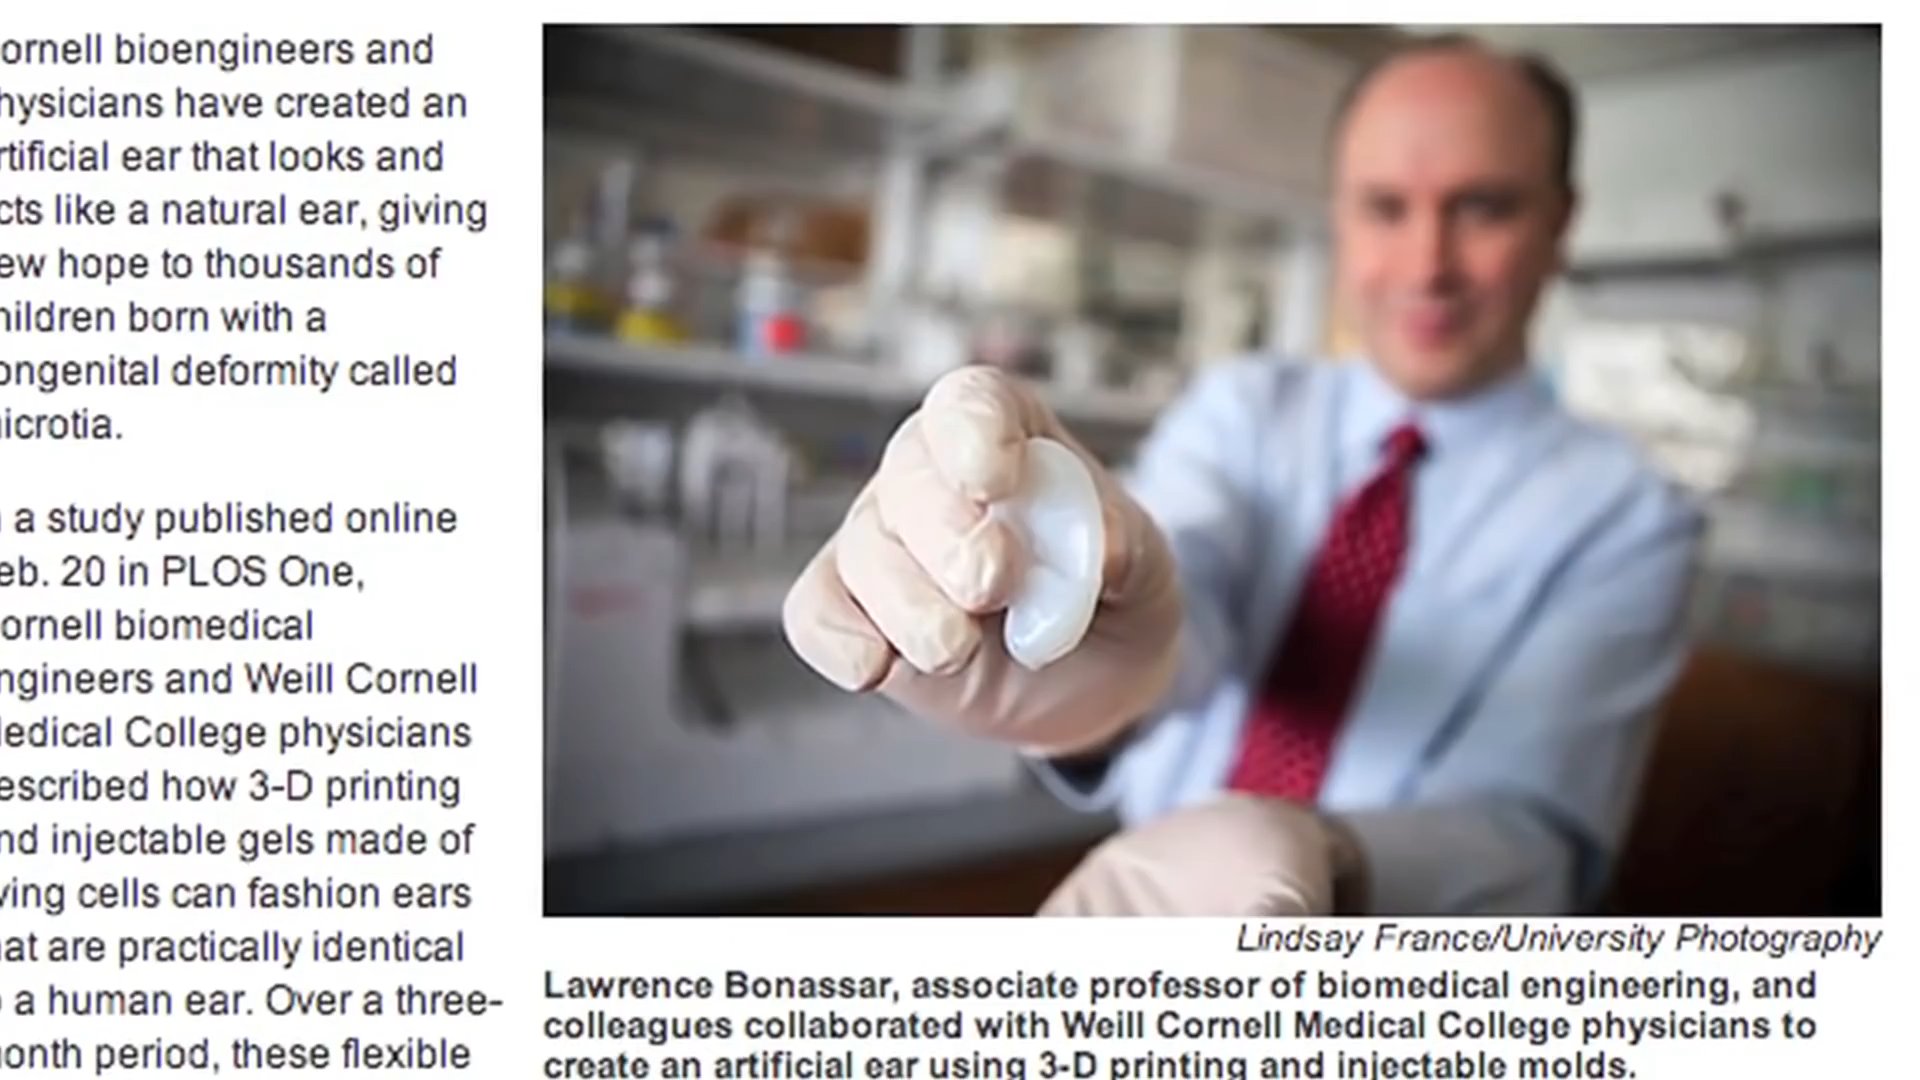 ornell bioengineers and
hysicians have created an
rtificial ear that looks and
cts like a natural ear, giving
ew hope to thousands of
hildren born with a
ongenital deformity called
icrotia.
a study published online
eb. 20 in PLOS One,
ornell biomedical
ngineers and Weill Cornell
edical College physicians
escribed how 3-D printing
nd injectable gels made of
ving cells can fashion ears
hat are practically identical
a human ear. Over a three-
onth period, these flexible
Lindsay France/University Photography
Lawrence Bonassar, associate professor of biomedical engineering, and
colleagues collaborated with Weill Cornell Medical College physicians to
create an artificial ear using 3-D printing and injectable molds.